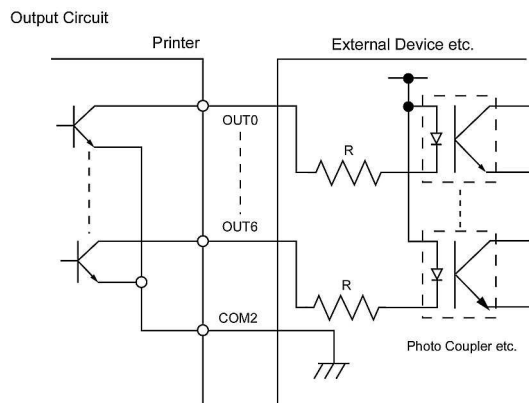 Output Circuit
Printer
External Device etc.
OUT0
R
OUT6
R
COM2
Photo Coupler etc.